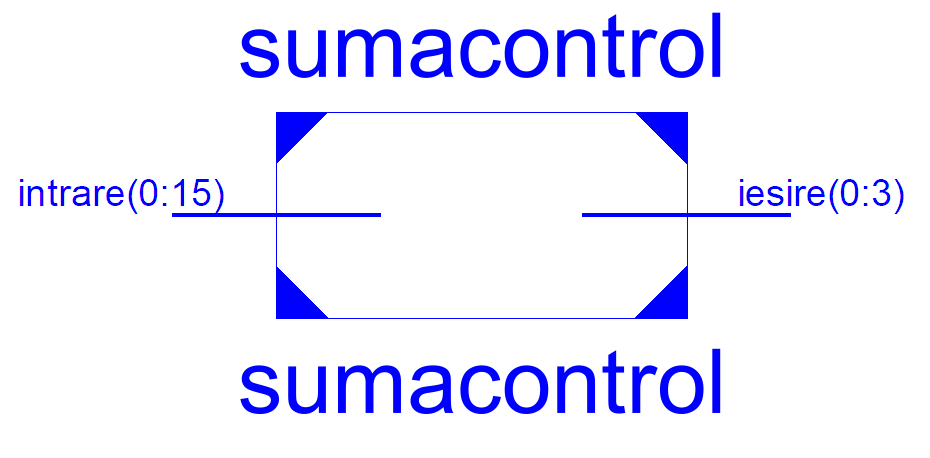 sumacontrol
intrare(0:15)
iesire(0:3)
sumacontrol